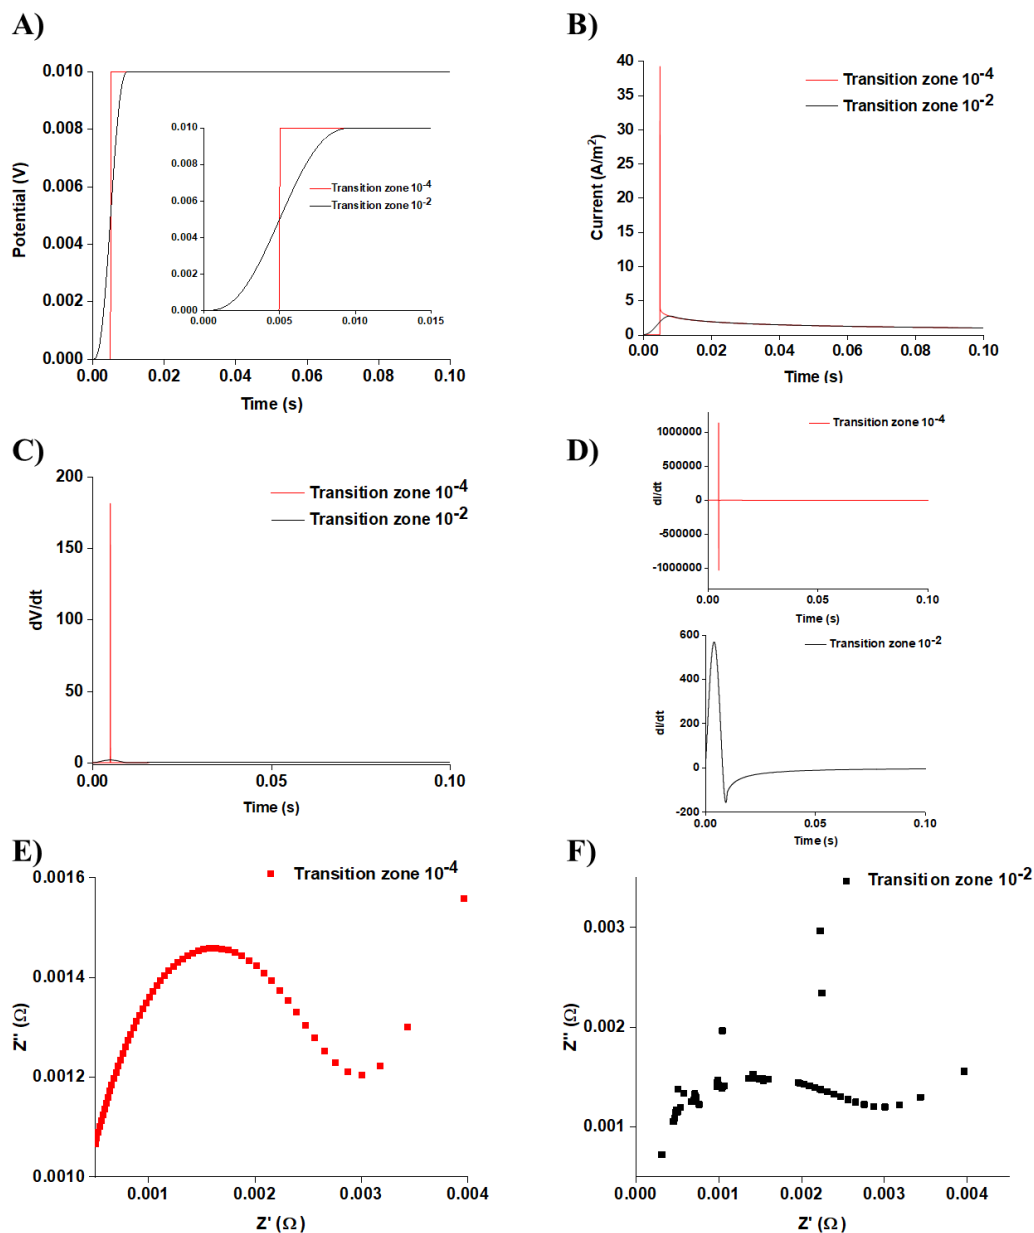 A)
0.010
0.008
0.006
0.004
0.002
0.000
Potential (V)
0.00 0.02 0.04 0.06 0.08 0.10
Time (s)
0.010
0.008
0.006
0.004
0.002
0.000
0.000 0.005 0.010 0.015
Transition zone 10⁻⁴
Transition zone 10⁻²
B)
40
35
30
25
20
15
10
5
0
Current (A/m²)
0.00 0.02 0.04 0.06 0.08 0.10
Time (s)
Transition zone 10⁻⁴
Transition zone 10⁻²
C)
200
150
100
50
0
dV/dt
0.00 0.05 0.10
Time (s)
Transition zone 10⁻⁴
Transition zone 10⁻²
D)
1000000
500000
0
-500000
-1000000
dI/dt
0.00 0.05 0.10
Time (s)
Transition zone 10⁻⁴
600
400
200
0
-200
dI/dt
0.00 0.05 0.10
Time (s)
Transition zone 10⁻²
E)
0.0016
0.0014
0.0012
0.0010
Z'' (Ω)
0.001 0.002 0.003 0.004
Z' (Ω)
Transition zone 10⁻⁴
F)
0.003
0.002
0.001
Z'' (Ω)
0.000 0.001 0.002 0.003 0.004
Z' (Ω)
Transition zone 10⁻²